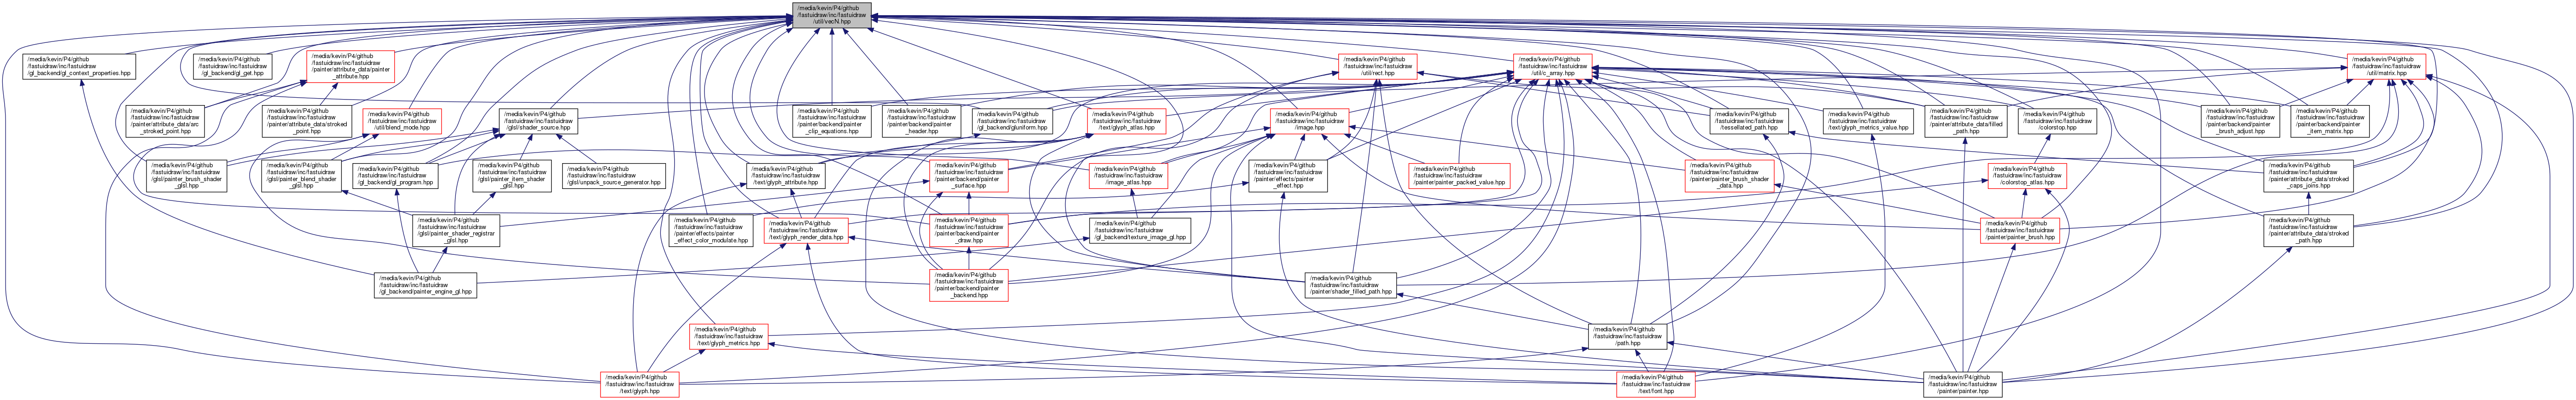 /media/kevin/P4/github
/fastuidraw/inc/fastuidraw
/util/vecN.hpp
/media/kevin/P4/github
/fastuidraw/inc/fastuidraw
/gl_backend/gl_context_properties.hpp
/media/kevin/P4/github
/fastuidraw/inc/fastuidraw
/gl_backend/gl_get.hpp
/media/kevin/P4/github
/fastuidraw/inc/fastuidraw
/painter/attribute_data/painter
_attribute.hpp
/media/kevin/P4/github
/fastuidraw/inc/fastuidraw
/util/rect.hpp
/media/kevin/P4/github
/fastuidraw/inc/fastuidraw
/util/c_array.hpp
/media/kevin/P4/github
/fastuidraw/inc/fastuidraw
/util/matrix.hpp
/media/kevin/P4/github
/fastuidraw/inc/fastuidraw
/painter/attribute_data/arc
_stroked_point.hpp
/media/kevin/P4/github
/fastuidraw/inc/fastuidraw
/painter/attribute_data/stroked
_point.hpp
/media/kevin/P4/github
/fastuidraw/inc/fastuidraw
/util/blend_mode.hpp
/media/kevin/P4/github
/fastuidraw/inc/fastuidraw
/glsl/shader_source.hpp
/media/kevin/P4/github
/fastuidraw/inc/fastuidraw
/painter/backend/painter
_clip_equations.hpp
/media/kevin/P4/github
/fastuidraw/inc/fastuidraw
/painter/backend/painter
_header.hpp
/media/kevin/P4/github
/fastuidraw/inc/fastuidraw
/gl_backend/gluniform.hpp
/media/kevin/P4/github
/fastuidraw/inc/fastuidraw
/text/glyph_atlas.hpp
/media/kevin/P4/github
/fastuidraw/inc/fastuidraw
/image.hpp
/media/kevin/P4/github
/fastuidraw/inc/fastuidraw
/tessellated_path.hpp
/media/kevin/P4/github
/fastuidraw/inc/fastuidraw
/text/glyph_metrics_value.hpp
/media/kevin/P4/github
/fastuidraw/inc/fastuidraw
/painter/attribute_data/filled
_path.hpp
/media/kevin/P4/github
/fastuidraw/inc/fastuidraw
/colorstop.hpp
/media/kevin/P4/github
/fastuidraw/inc/fastuidraw
/painter/backend/painter
_brush_adjust.hpp
/media/kevin/P4/github
/fastuidraw/inc/fastuidraw
/painter/backend/painter
_item_matrix.hpp
/media/kevin/P4/github
/fastuidraw/inc/fastuidraw
/glsl/painter_brush_shader
_glsl.hpp
/media/kevin/P4/github
/fastuidraw/inc/fastuidraw
/glsl/painter_blend_shader
_glsl.hpp
/media/kevin/P4/github
/fastuidraw/inc/fastuidraw
/gl_backend/gl_program.hpp
/media/kevin/P4/github
/fastuidraw/inc/fastuidraw
/glsl/painter_item_shader
_glsl.hpp
/media/kevin/P4/github
/fastuidraw/inc/fastuidraw
/glsl/unpack_source_generator.hpp
/media/kevin/P4/github
/fastuidraw/inc/fastuidraw
/text/glyph_attribute.hpp
/media/kevin/P4/github
/fastuidraw/inc/fastuidraw
/painter/backend/painter
_surface.hpp
/media/kevin/P4/github
/fastuidraw/inc/fastuidraw
/image_atlas.hpp
/media/kevin/P4/github
/fastuidraw/inc/fastuidraw
/painter/effects/painter
_effect.hpp
/media/kevin/P4/github
/fastuidraw/inc/fastuidraw
/painter/painter_packed_value.hpp
/media/kevin/P4/github
/fastuidraw/inc/fastuidraw
/painter/painter_brush_shader
_data.hpp
/media/kevin/P4/github
/fastuidraw/inc/fastuidraw
/colorstop_atlas.hpp
/media/kevin/P4/github
/fastuidraw/inc/fastuidraw
/painter/attribute_data/stroked
_caps_joins.hpp
/media/kevin/P4/github
/fastuidraw/inc/fastuidraw
/glsl/painter_shader_registrar
_glsl.hpp
/media/kevin/P4/github
/fastuidraw/inc/fastuidraw
/painter/effects/painter
_effect_color_modulate.hpp
/media/kevin/P4/github
/fastuidraw/inc/fastuidraw
/text/glyph_render_data.hpp
/media/kevin/P4/github
/fastuidraw/inc/fastuidraw
/painter/backend/painter
_draw.hpp
/media/kevin/P4/github
/fastuidraw/inc/fastuidraw
/gl_backend/texture_image_gl.hpp
/media/kevin/P4/github
/fastuidraw/inc/fastuidraw
/painter/painter_brush.hpp
/media/kevin/P4/github
/fastuidraw/inc/fastuidraw
/painter/attribute_data/stroked
_path.hpp
/media/kevin/P4/github
/fastuidraw/inc/fastuidraw
/gl_backend/painter_engine_gl.hpp
/media/kevin/P4/github
/fastuidraw/inc/fastuidraw
/painter/backend/painter
_backend.hpp
/media/kevin/P4/github
/fastuidraw/inc/fastuidraw
/painter/shader_filled_path.hpp
/media/kevin/P4/github
/fastuidraw/inc/fastuidraw
/text/glyph_metrics.hpp
/media/kevin/P4/github
/fastuidraw/inc/fastuidraw
/path.hpp
/media/kevin/P4/github
/fastuidraw/inc/fastuidraw
/text/glyph.hpp
/media/kevin/P4/github
/fastuidraw/inc/fastuidraw
/text/font.hpp
/media/kevin/P4/github
/fastuidraw/inc/fastuidraw
/painter/painter.hpp